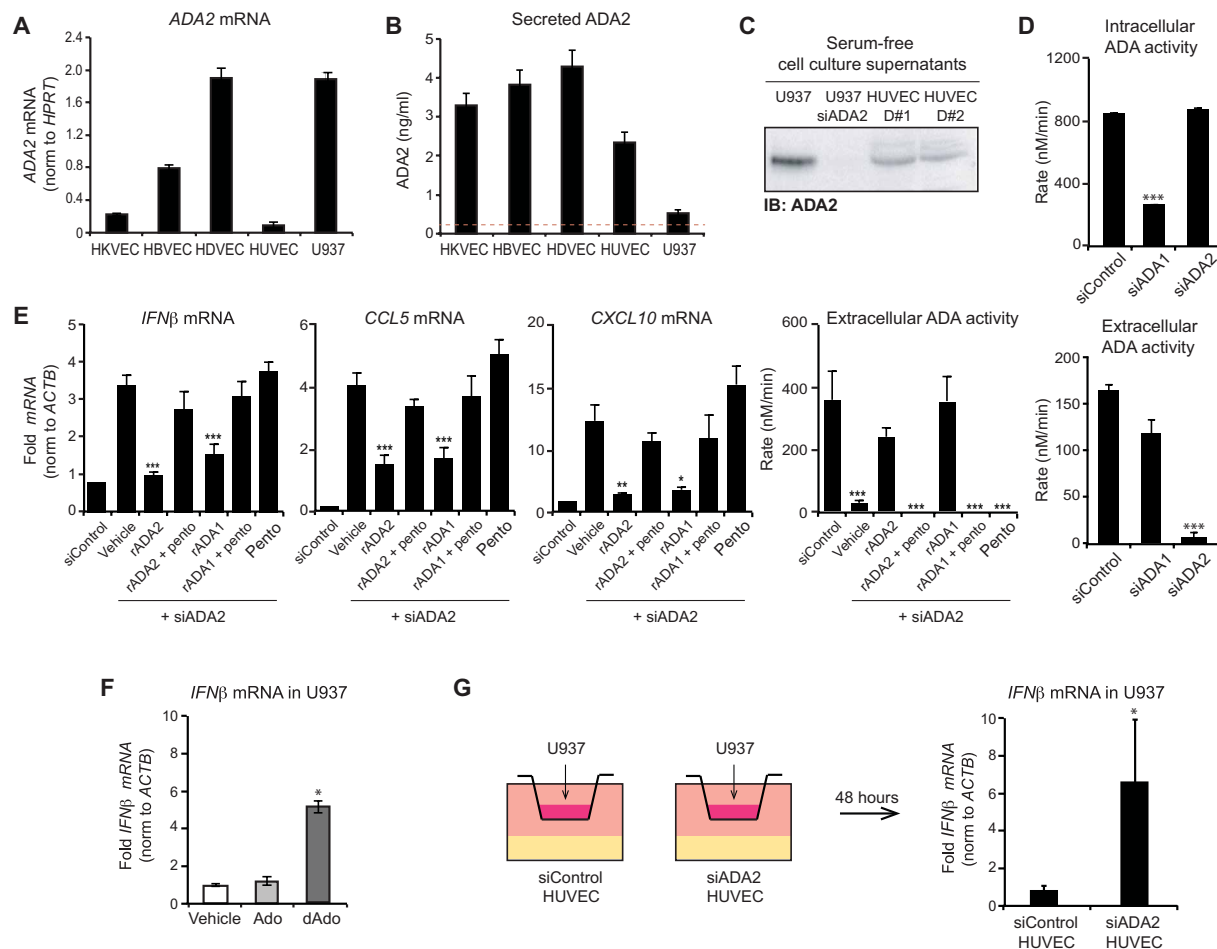 A
ADA2 mRNA
ADA2 mRNA
(norm to HPRT)
2.4
2.0
1.6
1.2
0.8
0.4
0
HKVEC HBVEC HDVEC HUVEC U937
B
Secreted ADA2
ADA2 (ng/ml)
5
4
3
2
1
0
HKVEC HBVEC HDVEC HUVEC U937
C
Serum-free
cell culture supernatants
U937 U937 HUVEC HUVEC
siADA2 D#1 D#2
IB: ADA2
D
Intracellular
ADA activity
Rate (nM/min)
1200
800
400
0
***
siControl siADA1 siADA2
Extracellular
ADA activity
Rate (nM/min)
200
150
100
50
0
***
siControl siADA1 siADA2
E
IFNβ mRNA
Fold mRNA
(norm to ACTB)
5
4
3
2
1
0
*** ***
siControl Vehicle rADA2 rADA2 + pento rADA1 rADA1 + pento Pento
+ siADA2
CCL5 mRNA
6
4
2
0
*** ***
siControl Vehicle rADA2 rADA2 + pento rADA1 rADA1 + pento Pento
+ siADA2
CXCL10 mRNA
20
15
10
5
0
** *
siControl Vehicle rADA2 rADA2 + pento rADA1 rADA1 + pento Pento
+ siADA2
Extracellular ADA activity
Rate (nM/min)
600
400
200
0
*** *** *** ***
siControl Vehicle rADA2 rADA2 + pento rADA1 rADA1 + pento Pento
+ siADA2
F
IFNβ mRNA in U937
Fold IFNβ mRNA
(norm to ACTB)
10
8
6
4
2
0
*
Vehicle Ado dAdo
G
U937 U937
siControl
HUVEC
siADA2
HUVEC
48 hours
IFNβ mRNA in U937
Fold IFNβ mRNA
(norm to ACTB)
10
8
6
4
2
0
*
siControl
HUVEC
siADA2
HUVEC